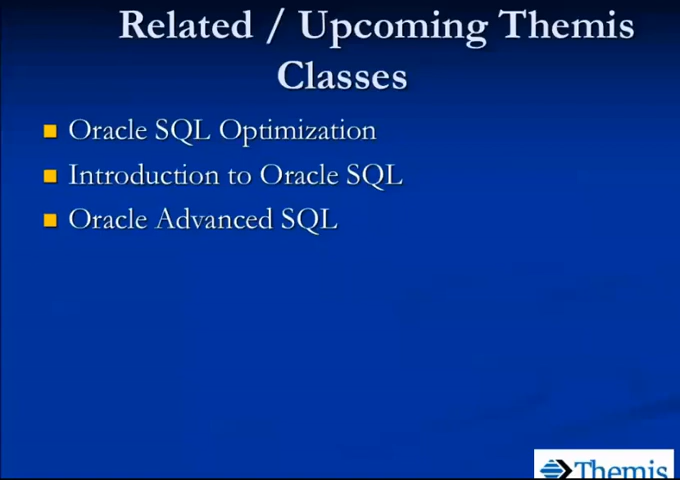 Related / Upcoming Themis
Classes
Oracle SQL Optimization
Introduction to Oracle SQL
Oracle Advanced SQL
Themis